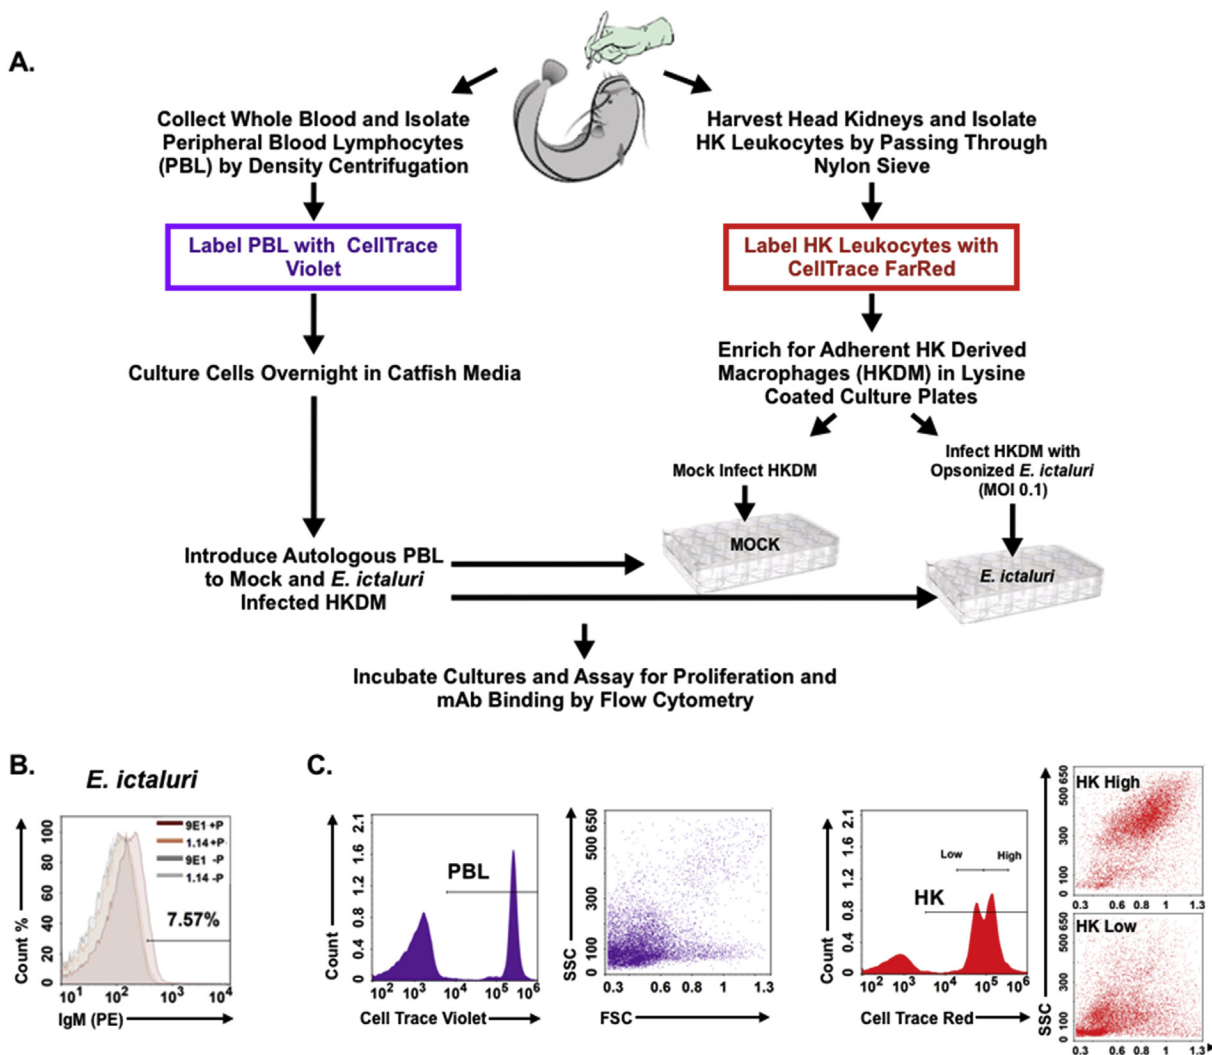 A.
Collect Whole Blood and Isolate
Peripheral Blood Lymphocytes
(PBL) by Density Centrifugation
Harvest Head Kidneys and Isolate
HK Leukocytes by Passing Through
Nylon Sieve
Label PBL with CellTrace
Violet
Label HK Leukocytes with
CellTrace FarRed
Culture Cells Overnight in Catfish Media
Enrich for Adherent HK Derived
Macrophages (HKDM) in Lysine
Coated Culture Plates
Mock Infect HKDM
Infect HKDM with
Opsonized E. ictaluri
(MOI 0.1)
MOCK
E. ictaluri
Introduce Autologous PBL
to Mock and E. ictaluri
Infected HKDM
Incubate Cultures and Assay for Proliferation and
mAb Binding by Flow Cytometry
B.
E. ictaluri
9E1 +P
1.14 +P
9E1 -P
1.14 -P
7.57%
Count %
100
80
60
40
20
0
10¹ 10² 10³ 10⁴
IgM (PE)
C.
PBL
Count
2.1
1.6
1.2
0.8
0.4
0
10² 10³ 10⁴ 10⁵ 10⁶
Cell Trace Violet
SSC
500 650
300
100
0
0.3 0.6 0.8 1 1.3
FSC
Low High
HK
Count
2.1
1.6
1.2
0.8
0.4
0
10² 10³ 10⁴ 10⁵ 10⁶
Cell Trace Red
SSC
HK High
500 650
300
100
0
0.3 0.6 0.8 1 1.3
HK Low
500 650
300
100
0
0.3 0.6 0.8 1 1.3